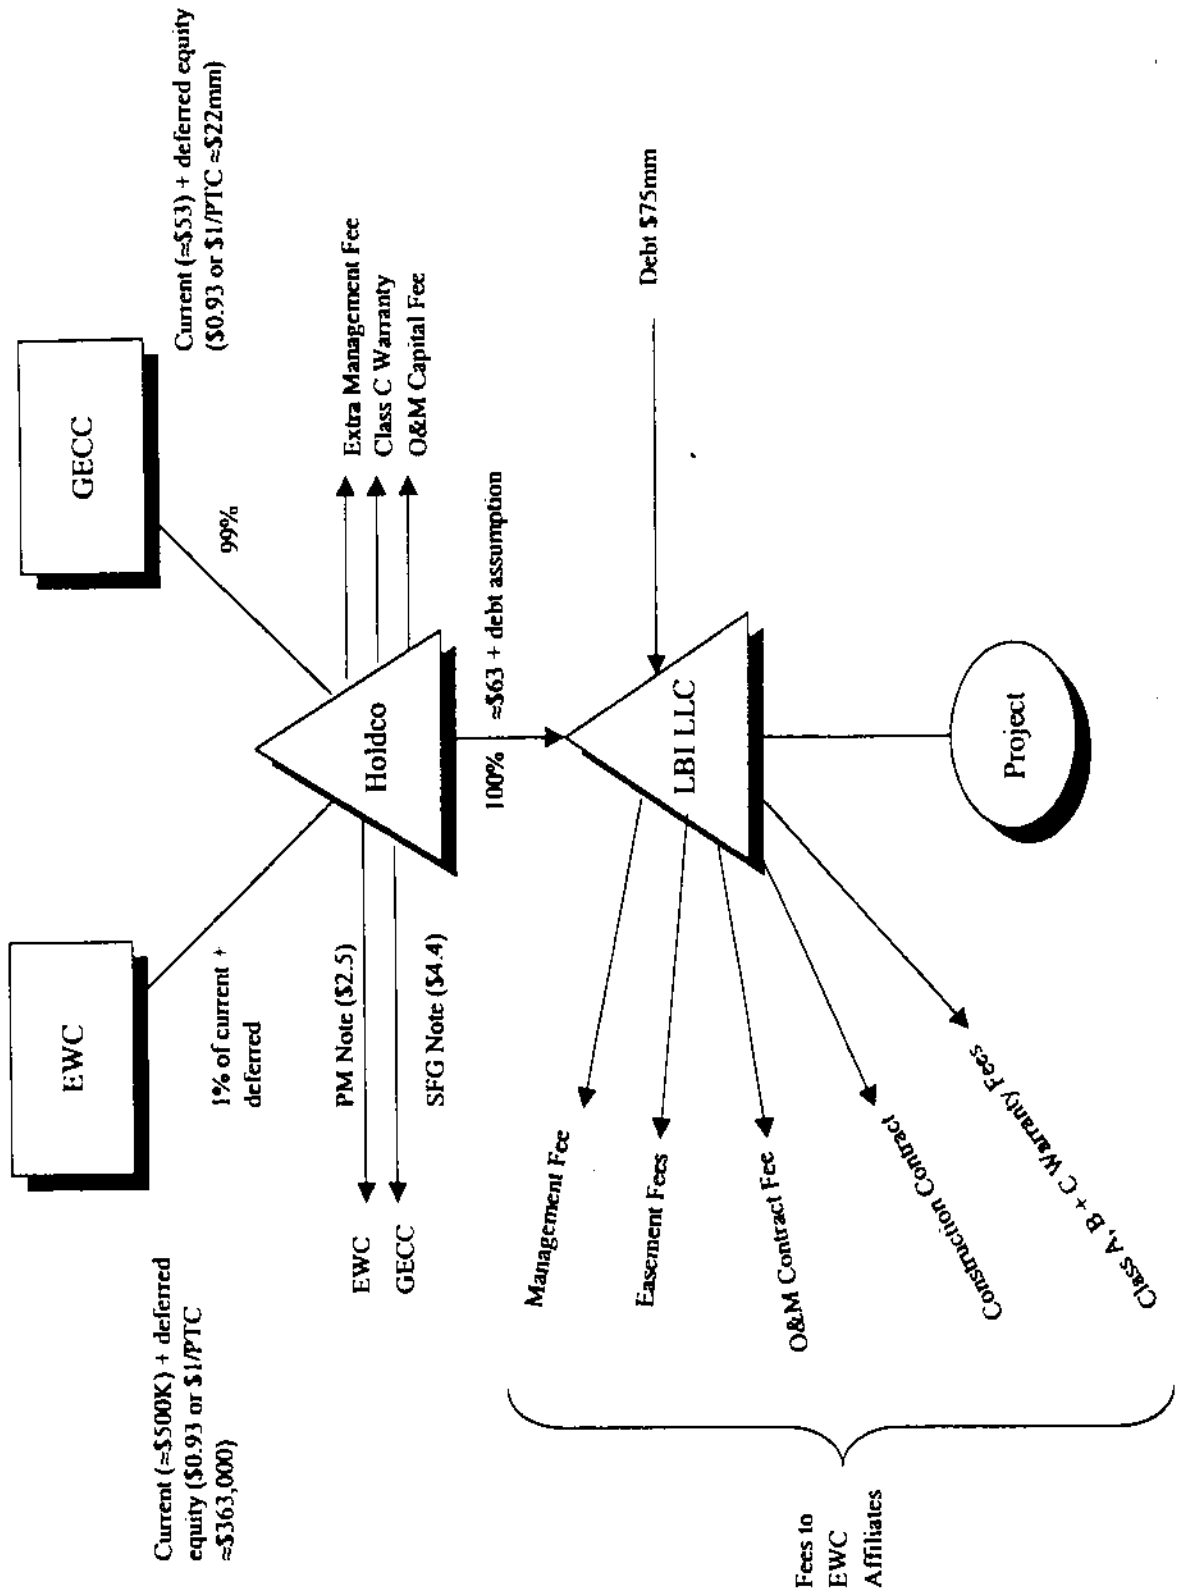 EWC
GECC
Current (≈$500K) + deferred
equity ($0.93 or $1/PTC
≈$363,000)
Current (≈$53) + deferred equity
($0.93 or $1/PTC ≈$22mm)
1% of current +
deferred
99%
Holdco
PM Note ($2.5)
EWC
GECC
SFG Note ($4.4)
Extra Management Fee
Class C Warranty
O&M Capital Fee
100%
≈$63 + debt assumption
LBI LLC
Debt $75mm
Management Fee
Easement Fees
O&M Contract Fee
Construction Contract
Class A, B + C Warranty Fees
Fees to
EWC
Affiliates
Project